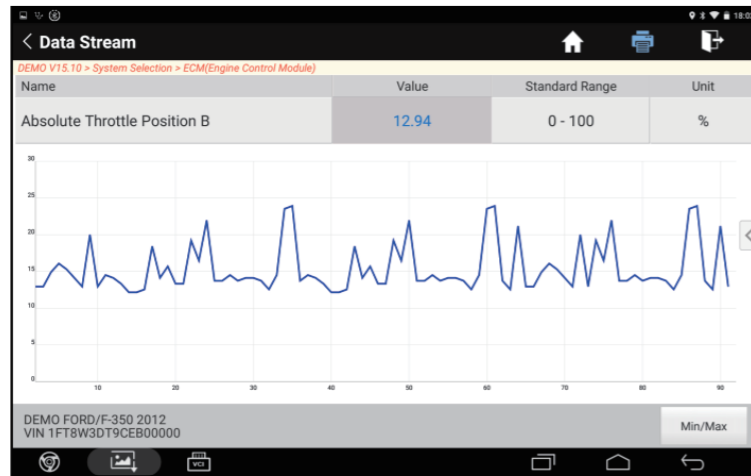 18:02
Data Stream
DEMO V15.10 > System Selection > ECM(Engine Control Module)
Name Value Standard Range Unit
Absolute Throttle Position B 12.94 0 - 100 %
30
25
20
15
10
5
0
10 20 30 40 50 60 70 80 90
DEMO FORD/F-350 2012
VIN 1FT8W3DT9CEB00000
Min/Max
VCI